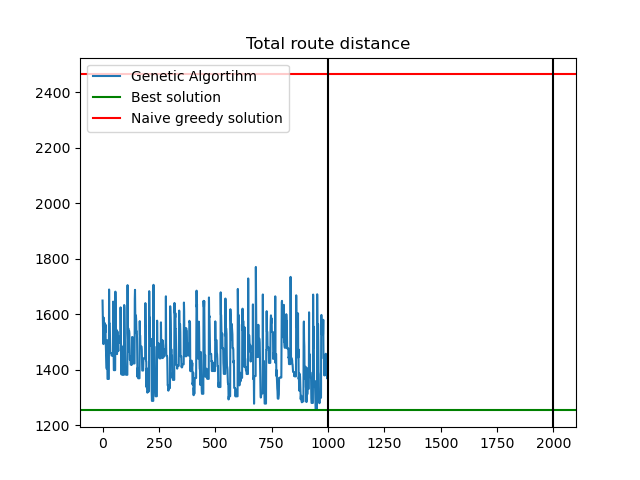 Total route distance
Genetic Algortihm
Best solution
Naive greedy solution
2400
2200
2000
1800
1600
1400
1200
0 250 500 750 1000 1250 1500 1750 2000